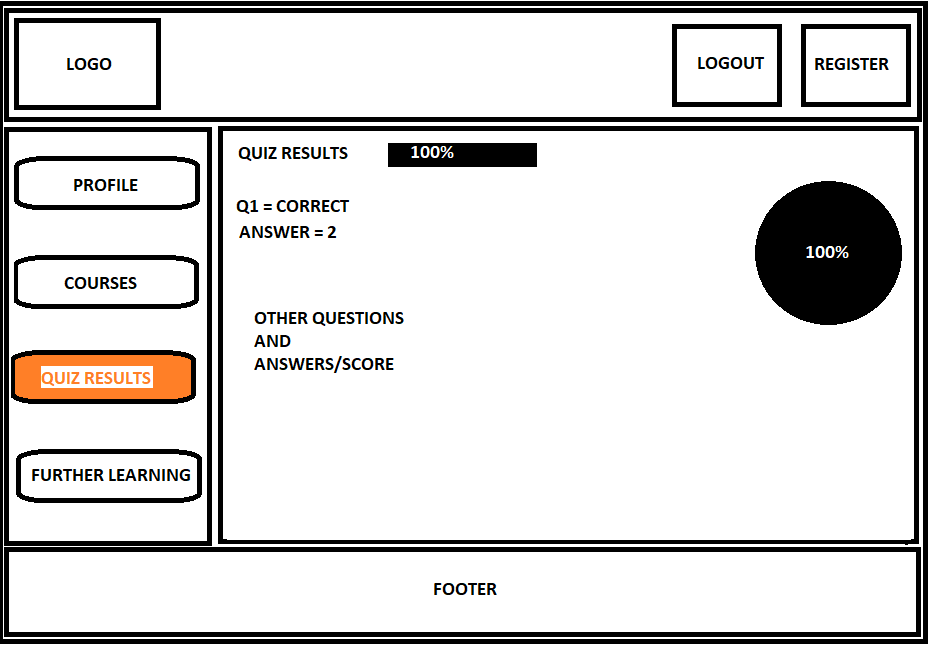 LOGO
LOGOUT
REGISTER
PROFILE
COURSES
QUIZ RESULTS
FURTHER LEARNING
QUIZ RESULTS
100%
Q1 = CORRECT
ANSWER = 2
100%
OTHER QUESTIONS
AND
ANSWERS/SCORE
FOOTER